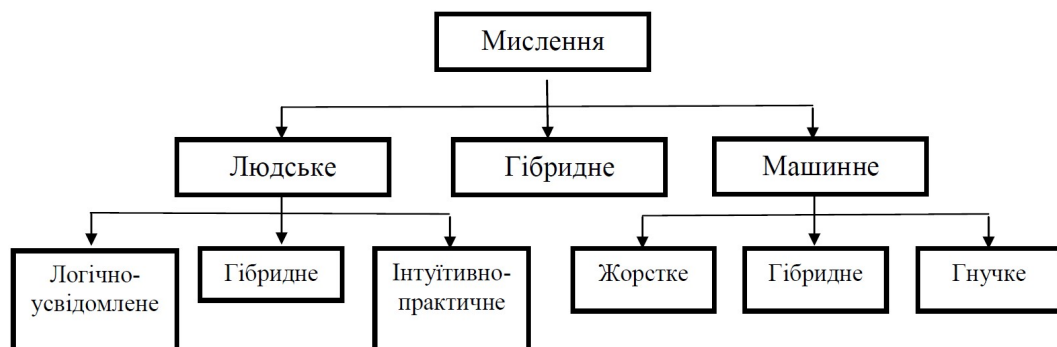 Мислення
Людське
Гібридне
Машинне
Логічно-
усвідомлене
Гібридне
Інтуїтивно-
практичне
Жорстке
Гібридне
Гнучке